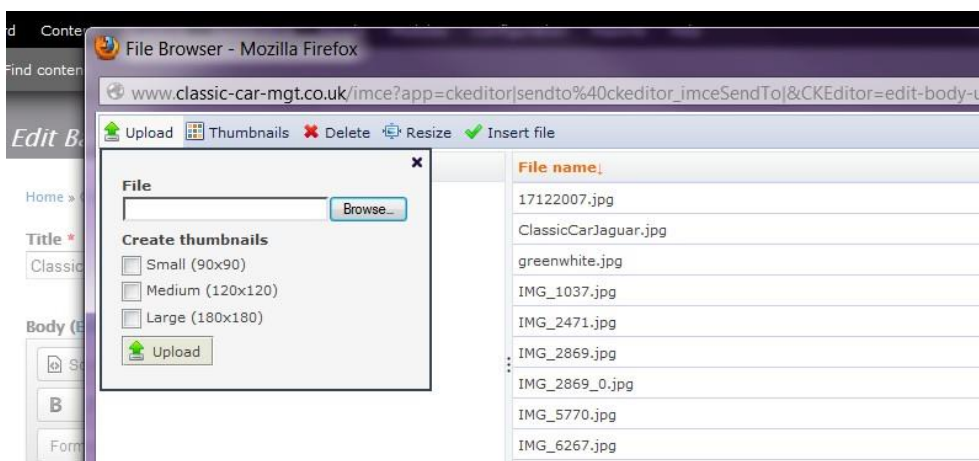 Conte
Find conten
File Browser - Mozilla Firefox
www.classic-car-mgt.co.uk/imce?app=ckeditor|sendto%40ckeditor_imceSendTo|&CKEditor=edit-body-u
Upload Thumbnails Delete Resize Insert file
Edit Ba
Home »
Title *
Classic
Body (E
B
Form
File
Browse...
Create thumbnails
Small (90x90)
Medium (120x120)
Large (180x180)
Upload
File name↓
17122007.jpg
ClassicCarJaguar.jpg
greenwhite.jpg
IMG_1037.jpg
IMG_2471.jpg
IMG_2869.jpg
IMG_2869_0.jpg
IMG_5770.jpg
IMG_6267.jpg